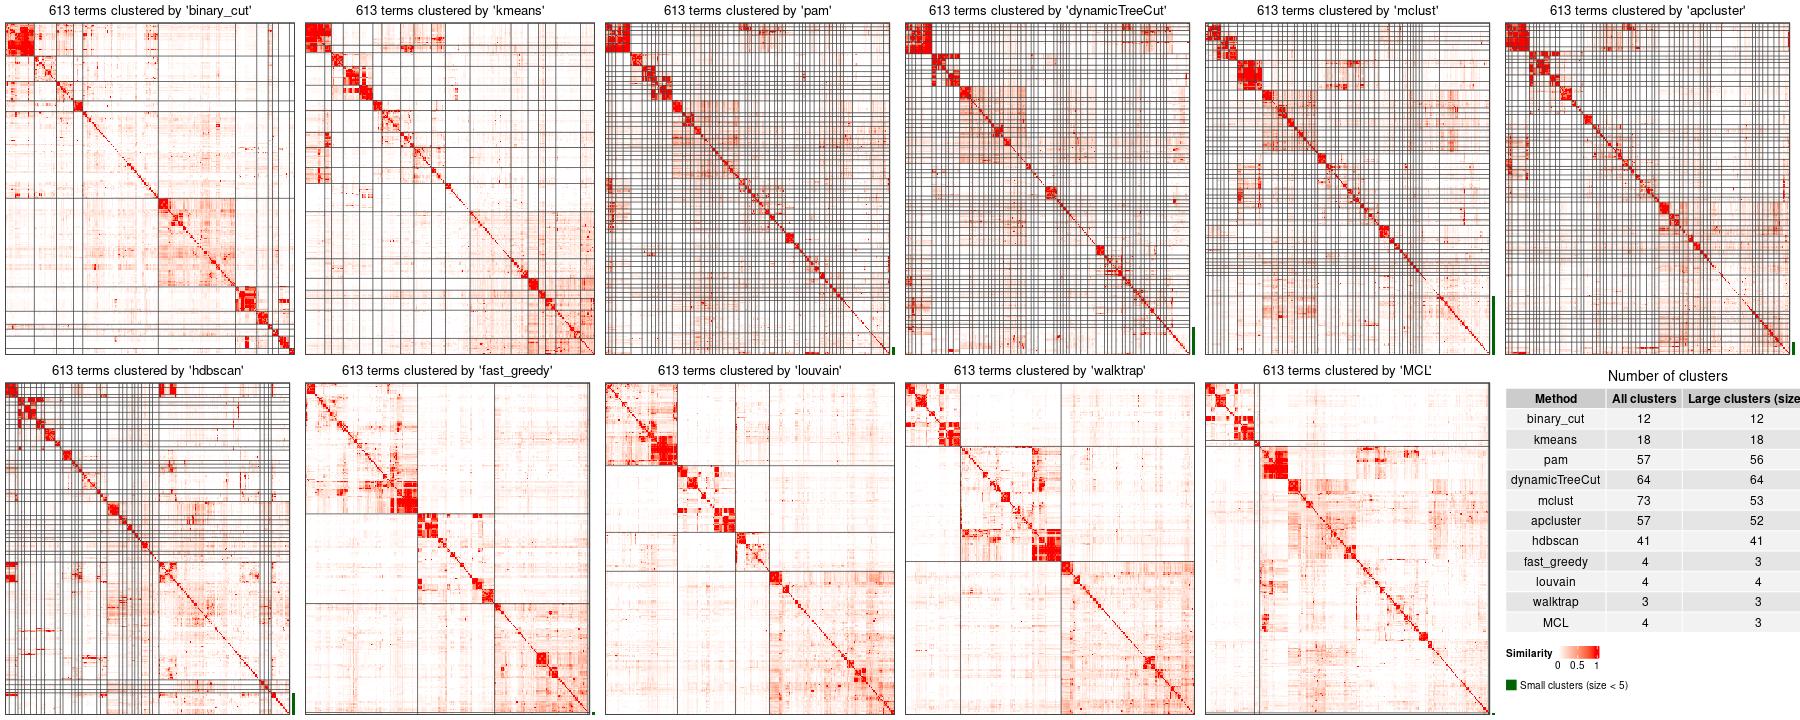 613 terms clustered by 'binary_cut'
613 terms clustered by 'kmeans'
613 terms clustered by 'pam'
613 terms clustered by 'dynamicTreeCut'
613 terms clustered by 'mclust'
613 terms clustered by 'apcluster'
613 terms clustered by 'hdbscan'
613 terms clustered by 'fast_greedy'
613 terms clustered by 'louvain'
613 terms clustered by 'walktrap'
613 terms clustered by 'MCL'
Number of clusters
Method All clusters Large clusters (size
binary_cut 12 12
kmeans 18 18
pam 57 56
dynamicTreeCut 64 64
mclust 73 53
apcluster 57 52
hdbscan 41 41
fast_greedy 4 3
louvain 4 4
walktrap 3 3
MCL 4 3
Similarity
0 0.5 1
Small clusters (size < 5)